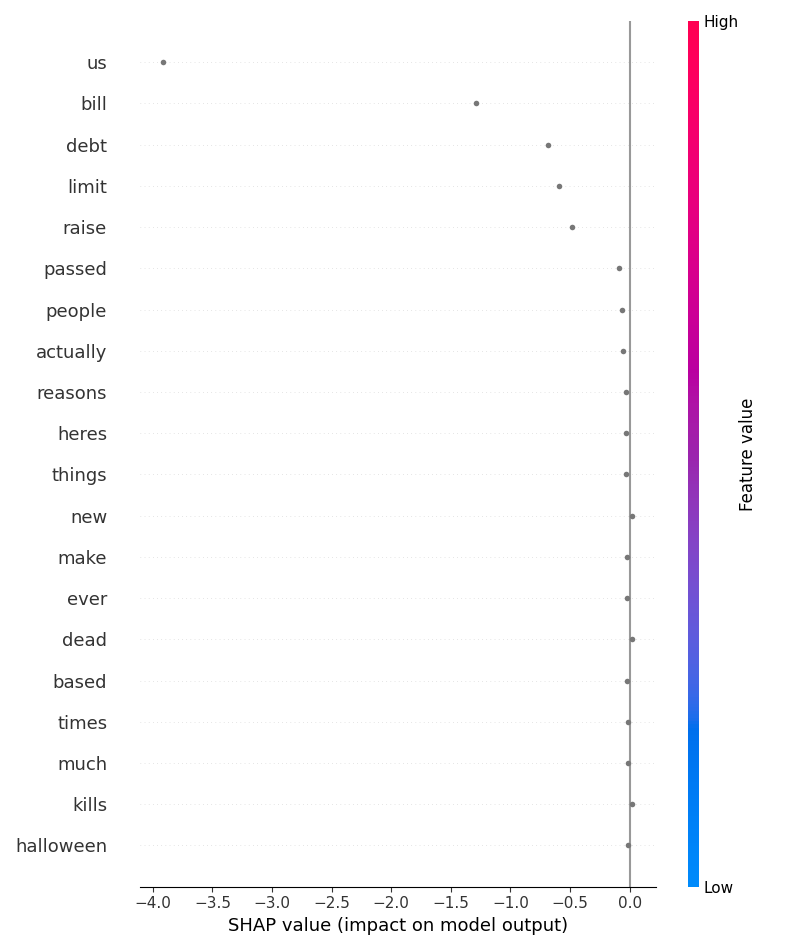 High
us
bill
debt
limit
raise
passed
people
actually
reasons
heres
things
new
make
ever
dead
based
times
much
kills
halloween
Feature value
Low
−4.0 −3.5 −3.0 −2.5 −2.0 −1.5 −1.0 −0.5 0.0
SHAP value (impact on model output)